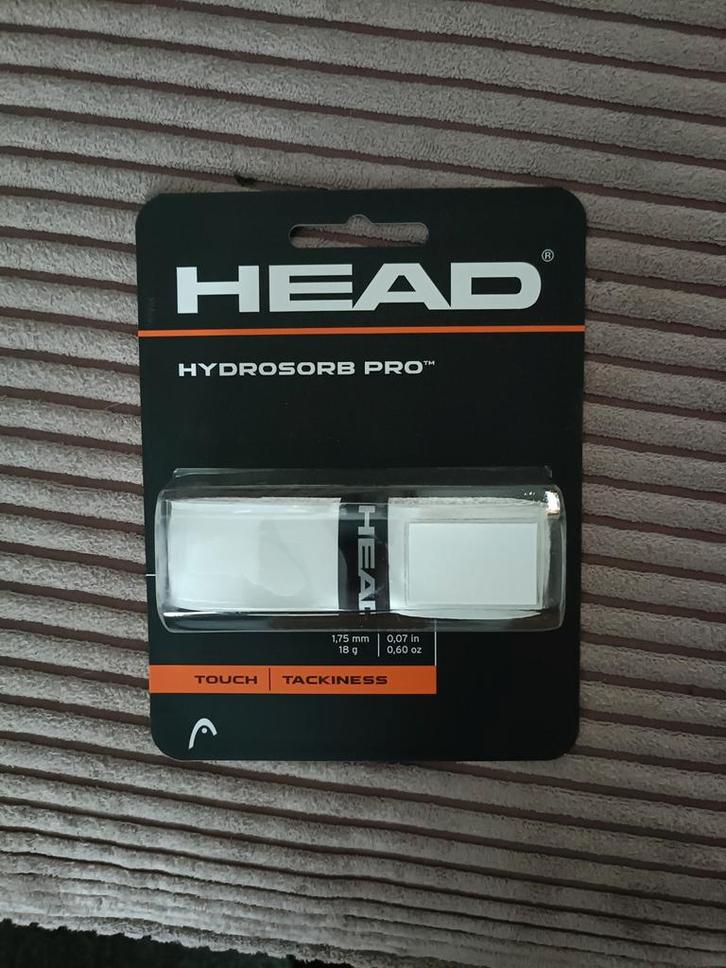 HEAD®
HYDROSORB PRO™
HEAD
1,75 mm | 0,07 in
18 g | 0,60 oz
TOUCH | TACKINESS